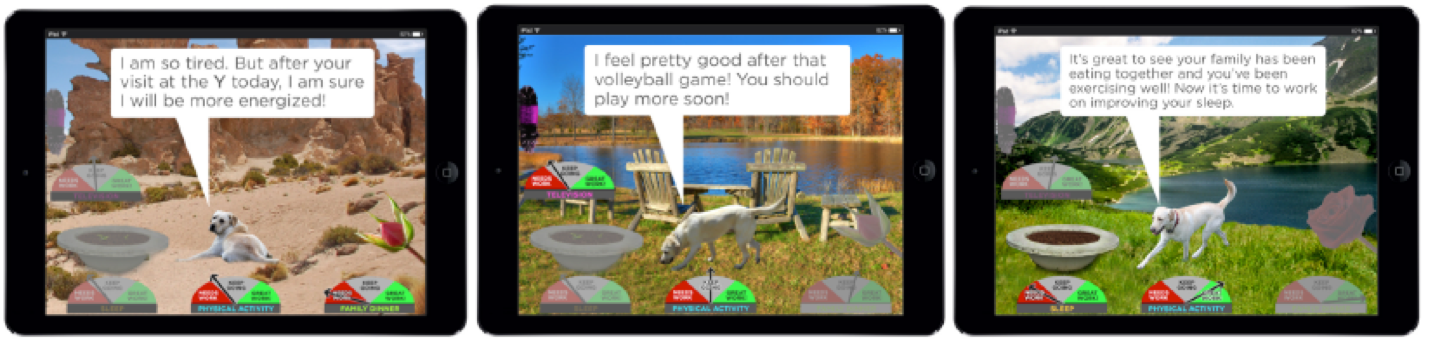 iPad
I am so tired. But after your
visit at the Y today, I am sure
I will be more energized!
NEEDS WORK KEEP GOING GREAT WORK!
NEEDS WORK KEEP GOING GREAT WORK!
SLEEP
NEEDS WORK KEEP GOING GREAT WORK!
PHYSICAL ACTIVITY
NEEDS WORK KEEP GOING GREAT WORK!
FAMILY DINNER
iPad
I feel pretty good after that
volleyball game! You should
play more soon!
NEEDS WORK KEEP GOING GREAT WORK!
TELEVISION
NEEDS WORK KEEP GOING GREAT WORK!
SLEEP
NEEDS WORK KEEP GOING GREAT WORK!
PHYSICAL ACTIVITY
NEEDS WORK KEEP GOING GREAT WORK!
iPad
It's great to see your family has been
eating together and you've been
exercising well! Now it's time to work
on improving your sleep.
NEEDS WORK KEEP GOING GREAT WORK!
NEEDS WORK KEEP GOING GREAT WORK!
SLEEP
NEEDS WORK KEEP GOING GREAT WORK!
PHYSICAL ACTIVITY
NEEDS WORK KEEP GOING GREAT WORK!